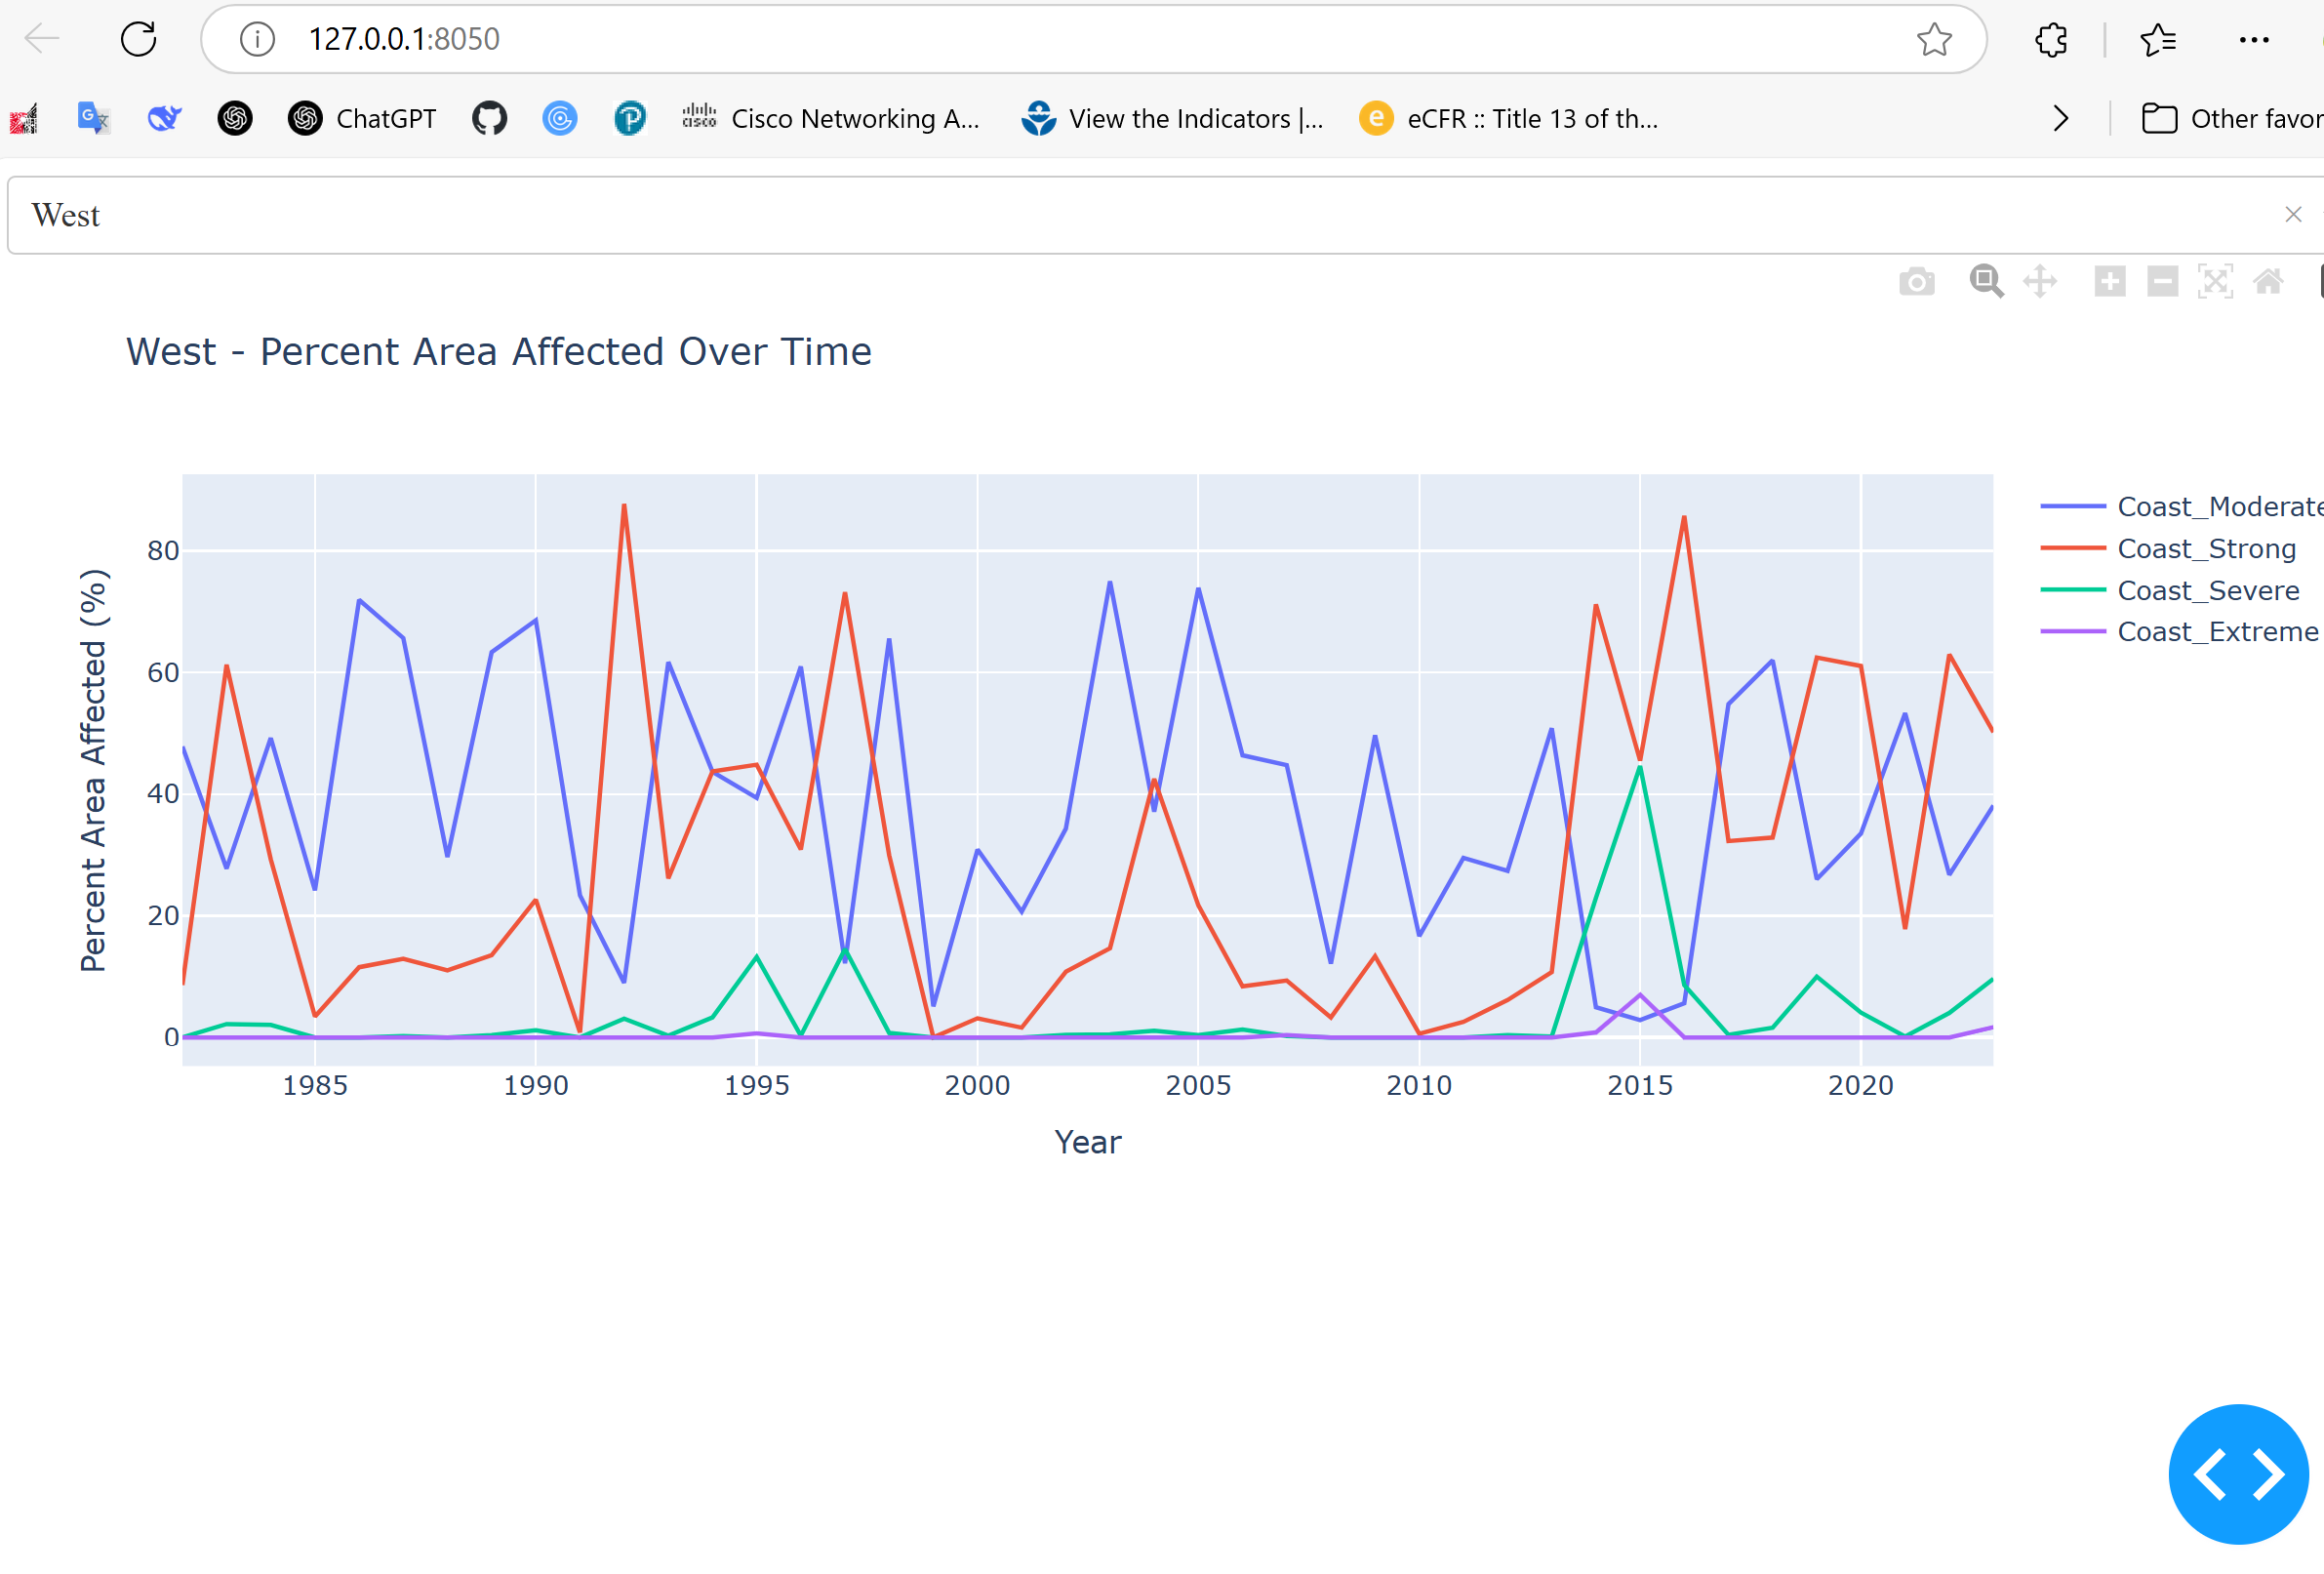 127.0.0.1:8050
ChatGPT
Cisco Networking A...
View the Indicators |...
eCFR :: Title 13 of th...
Other favor
West
West - Percent Area Affected Over Time
Coast_Moderate
Coast_Strong
Coast_Severe
Coast_Extreme
Percent Area Affected (%)
80
60
40
20
0
1985 1990 1995 2000 2005 2010 2015 2020
Year